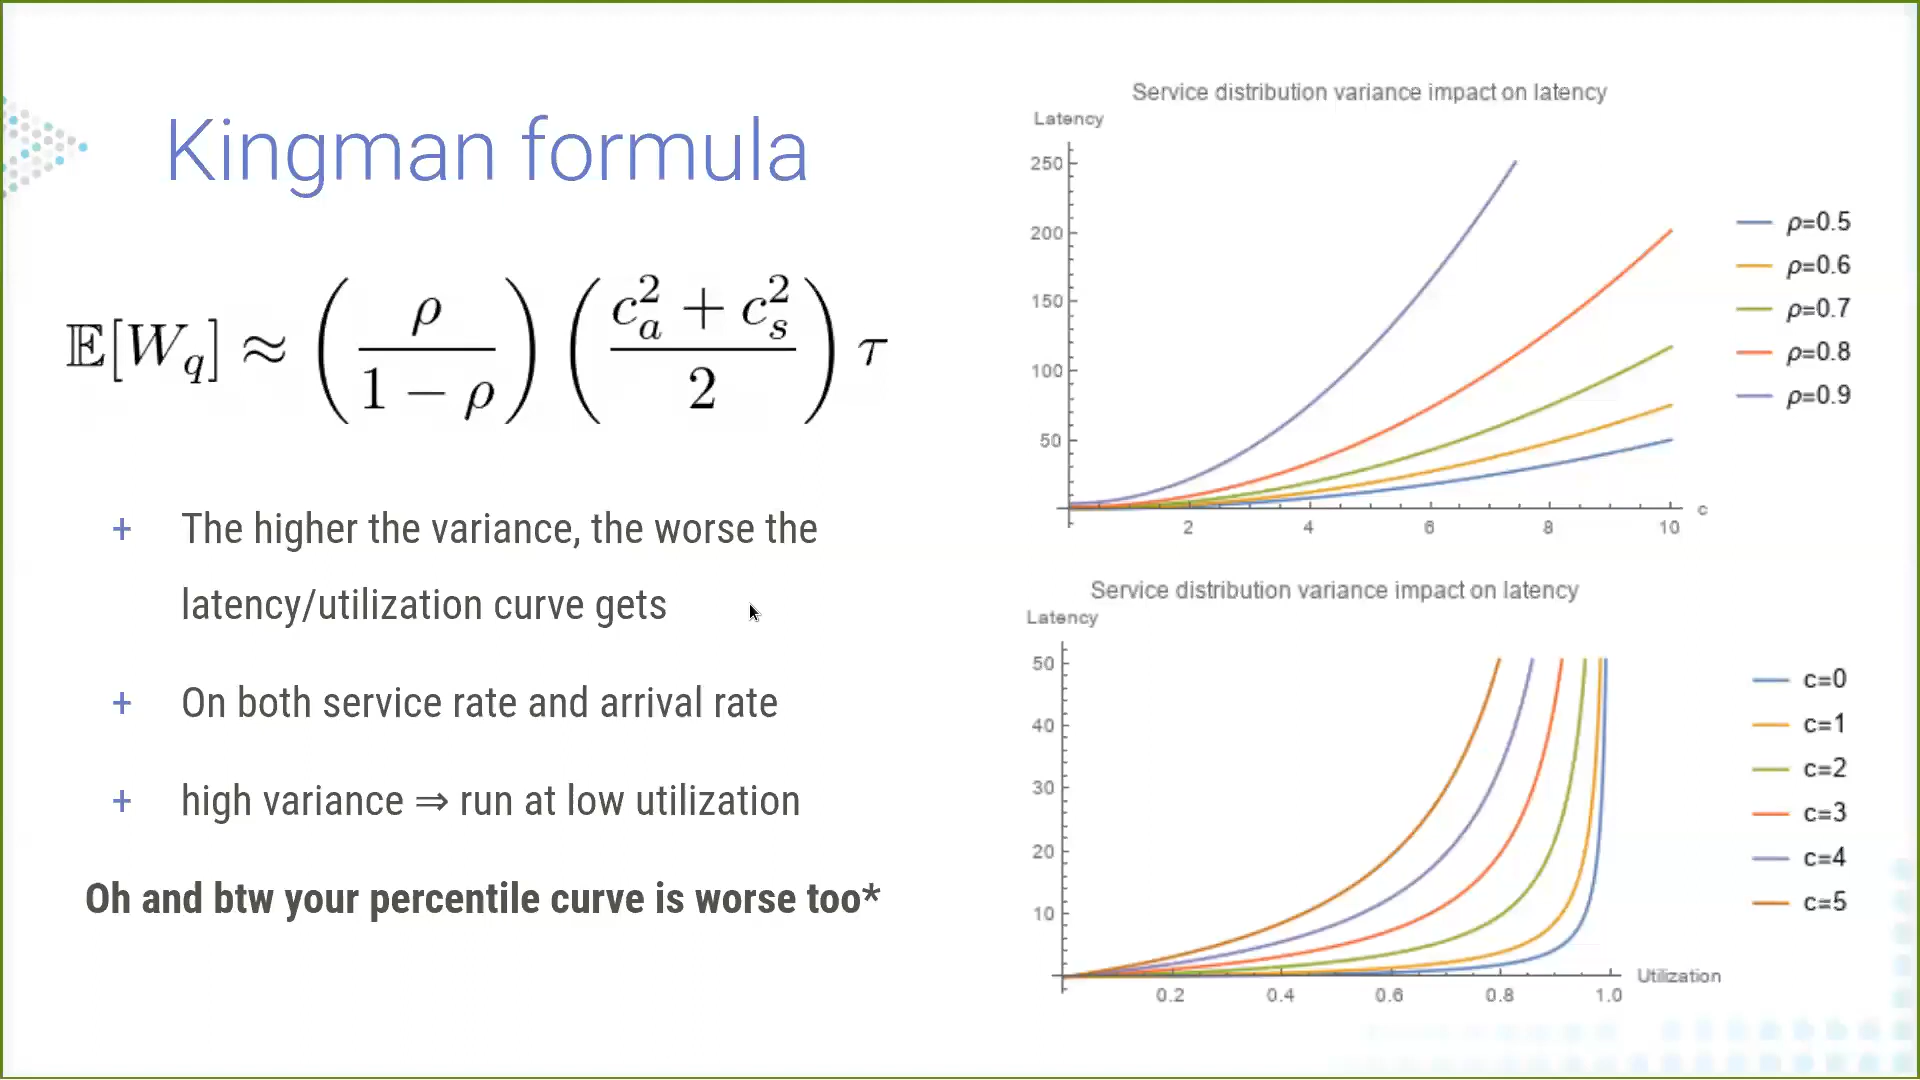 Kingman formula
𝔼[W_q] ≈ (ρ / (1 − ρ)) ((c_a^2 + c_s^2) / 2) τ
+ The higher the variance, the worse the
latency/utilization curve gets
+ On both service rate and arrival rate
+ high variance ⇒ run at low utilization
Oh and btw your percentile curve is worse too*
Service distribution variance impact on latency
Latency
250
200
150
100
50
2 4 6 8 10 c
ρ=0.5
ρ=0.6
ρ=0.7
ρ=0.8
ρ=0.9
Service distribution variance impact on latency
Latency
50
40
30
20
10
0.2 0.4 0.6 0.8 1.0 Utilization
c=0
c=1
c=2
c=3
c=4
c=5